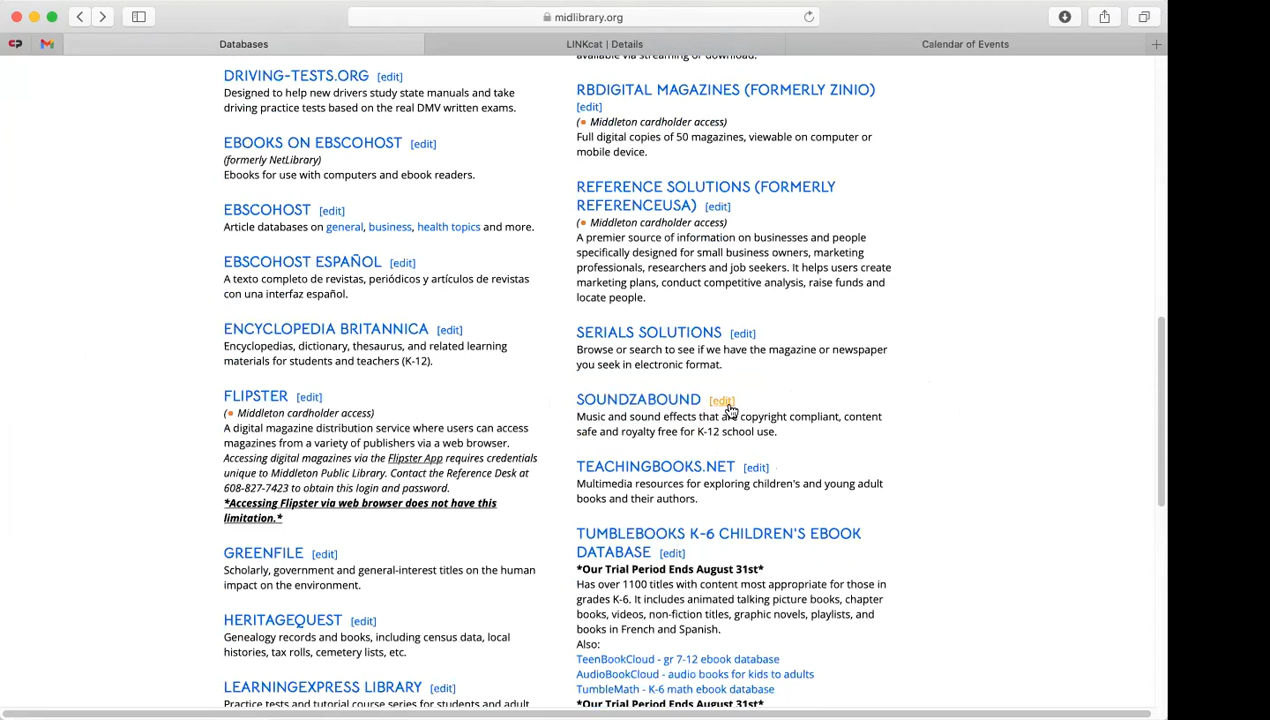 midlibrary.org
Databases
LINKcat | Details
Calendar of Events
DRIVING-TESTS.ORG [edit]
Designed to help new drivers study state manuals and take
driving practice tests based on the real DMV written exams.
EBOOKS ON EBSCOHOST [edit]
(formerly NetLibrary)
Ebooks for use with computers and ebook readers.
EBSCOHOST [edit]
Article databases on general, business, health topics and more.
EBSCOHOST ESPAÑOL [edit]
A texto completo de revistas, periódicos y artículos de revistas
con una interfaz español.
ENCYCLOPEDIA BRITANNICA [edit]
Encyclopedias, dictionary, thesaurus, and related learning
materials for students and teachers (K-12).
FLIPSTER [edit]
(• Middleton cardholder access)
A digital magazine distribution service where users can access
magazines from a variety of publishers via a web browser.
Accessing digital magazines via the Flipster App requires credentials
unique to Middleton Public Library. Contact the Reference Desk at
608-827-7423 to obtain this login and password.
*Accessing Flipster via web browser does not have this
limitation.*
GREENFILE [edit]
Scholarly, government and general-interest titles on the human
impact on the environment.
HERITAGEQUEST [edit]
Genealogy records and books, including census data, local
histories, tax rolls, cemetery lists, etc.
LEARNINGEXPRESS LIBRARY [edit]
Practice tests and tutorial course series for students and adult
available via streaming or download.
RBDIGITAL MAGAZINES (FORMERLY ZINIO)
[edit]
(• Middleton cardholder access)
Full digital copies of 50 magazines, viewable on computer or
mobile device.
REFERENCE SOLUTIONS (FORMERLY
REFERENCEUSA) [edit]
(• Middleton cardholder access)
A premier source of information on businesses and people
specifically designed for small business owners, marketing
professionals, researchers and job seekers. It helps users create
marketing plans, conduct competitive analysis, raise funds and
locate people.
SERIALS SOLUTIONS [edit]
Browse or search to see if we have the magazine or newspaper
you seek in electronic format.
SOUNDZABOUND [edit]
Music and sound effects that are copyright compliant, content
safe and royalty free for K-12 school use.
TEACHINGBOOKS.NET [edit]
Multimedia resources for exploring children's and young adult
books and their authors.
TUMBLEBOOKS K-6 CHILDREN'S EBOOK
DATABASE [edit]
*Our Trial Period Ends August 31st*
Has over 1100 titles with content most appropriate for those in
grades K-6. It includes animated talking picture books, chapter
books, videos, non-fiction titles, graphic novels, playlists, and
books in French and Spanish.
Also:
TeenBookCloud - gr 7-12 ebook database
AudioBookCloud - audio books for kids to adults
TumbleMath - K-6 math ebook database
*Our Trial Period Ends August 31st*